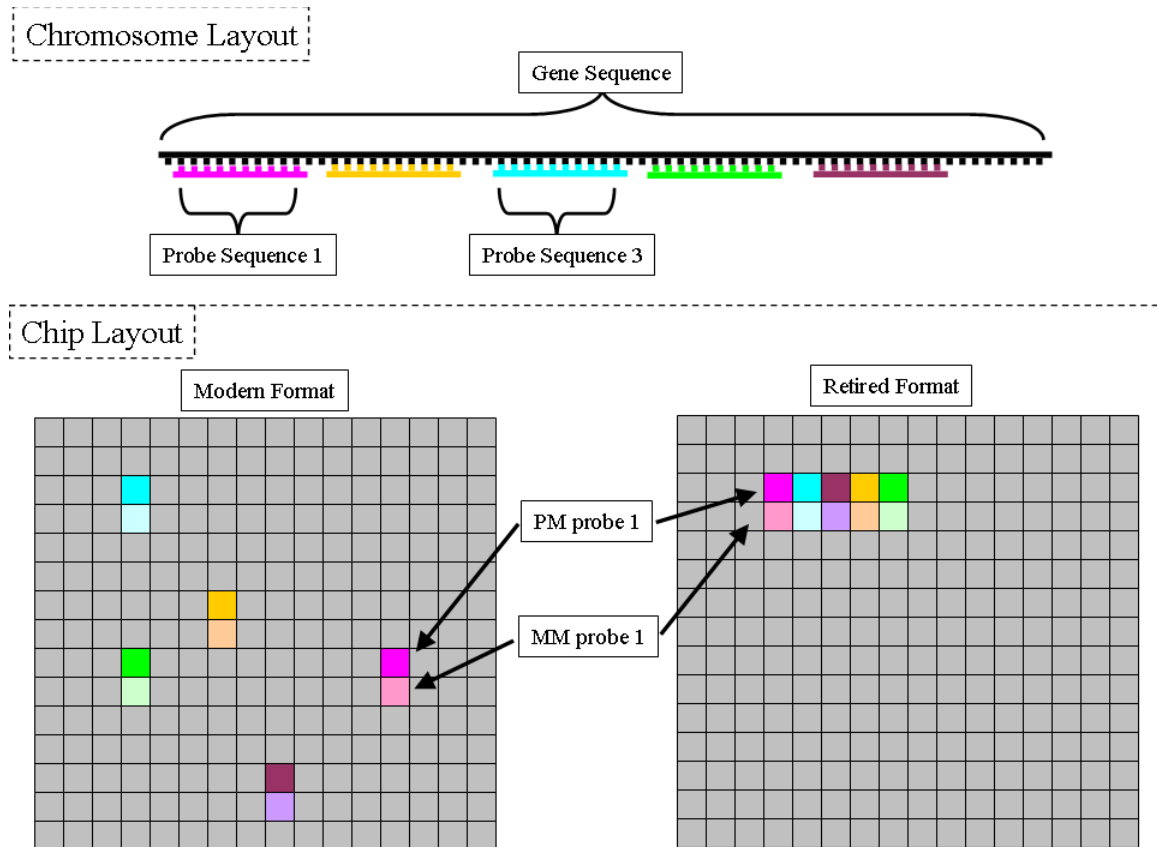 Chromosome Layout
Gene Sequence
Probe Sequence 1
Probe Sequence 3
Chip Layout
Modern Format
Retired Format
PM probe 1
MM probe 1